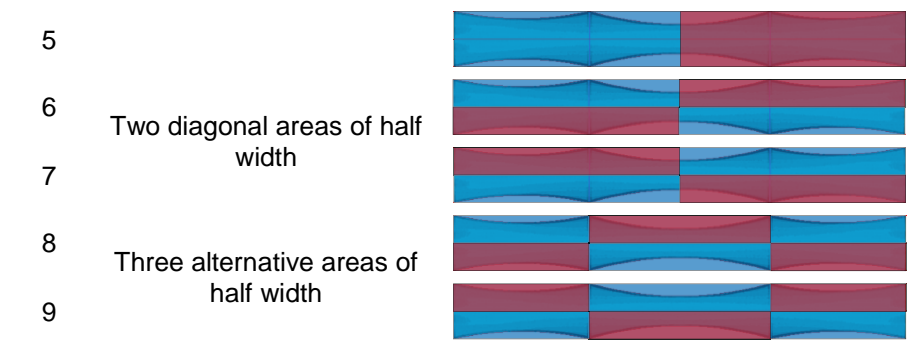 5
6
Two diagonal areas of half
width
7
8
Three alternative areas of
half width
9